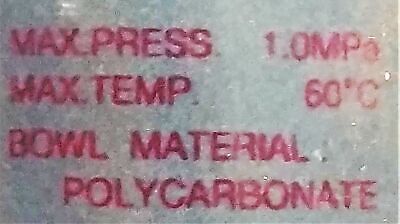 MAX.PRESS. 1.0MPa
MAX.TEMP. 60°C
BOWL MATERIAL.
POLYCARBONATE